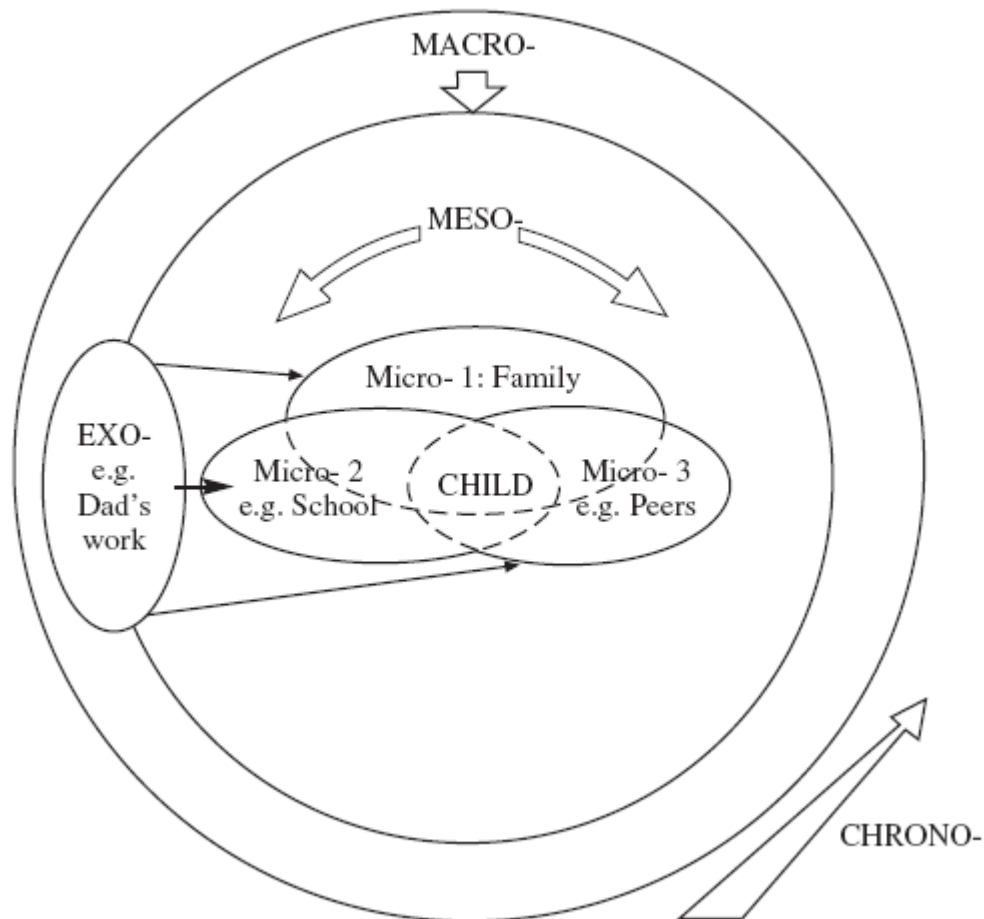 MACRO-
MESO-
Micro- 1: Family
EXO-
e.g.
Dad's
work
Micro- 2
e.g. School
CHILD
Micro- 3
e.g. Peers
CHRONO-